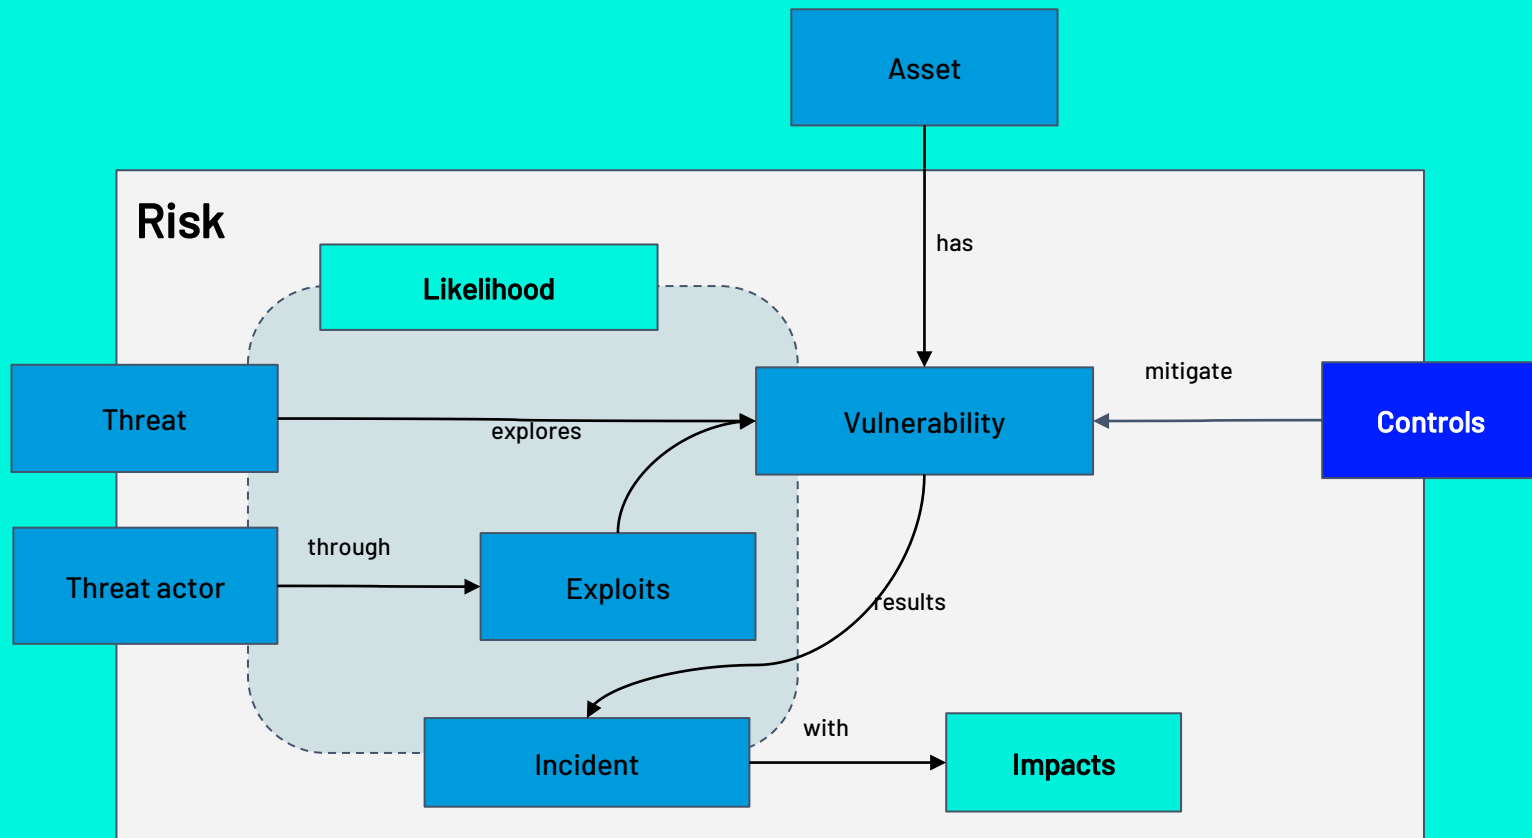 Asset
Risk
has
Likelihood
mitigate
Threat
explores
Vulnerability
Controls
through
Threat actor
Exploits
results
with
Incident
Impacts